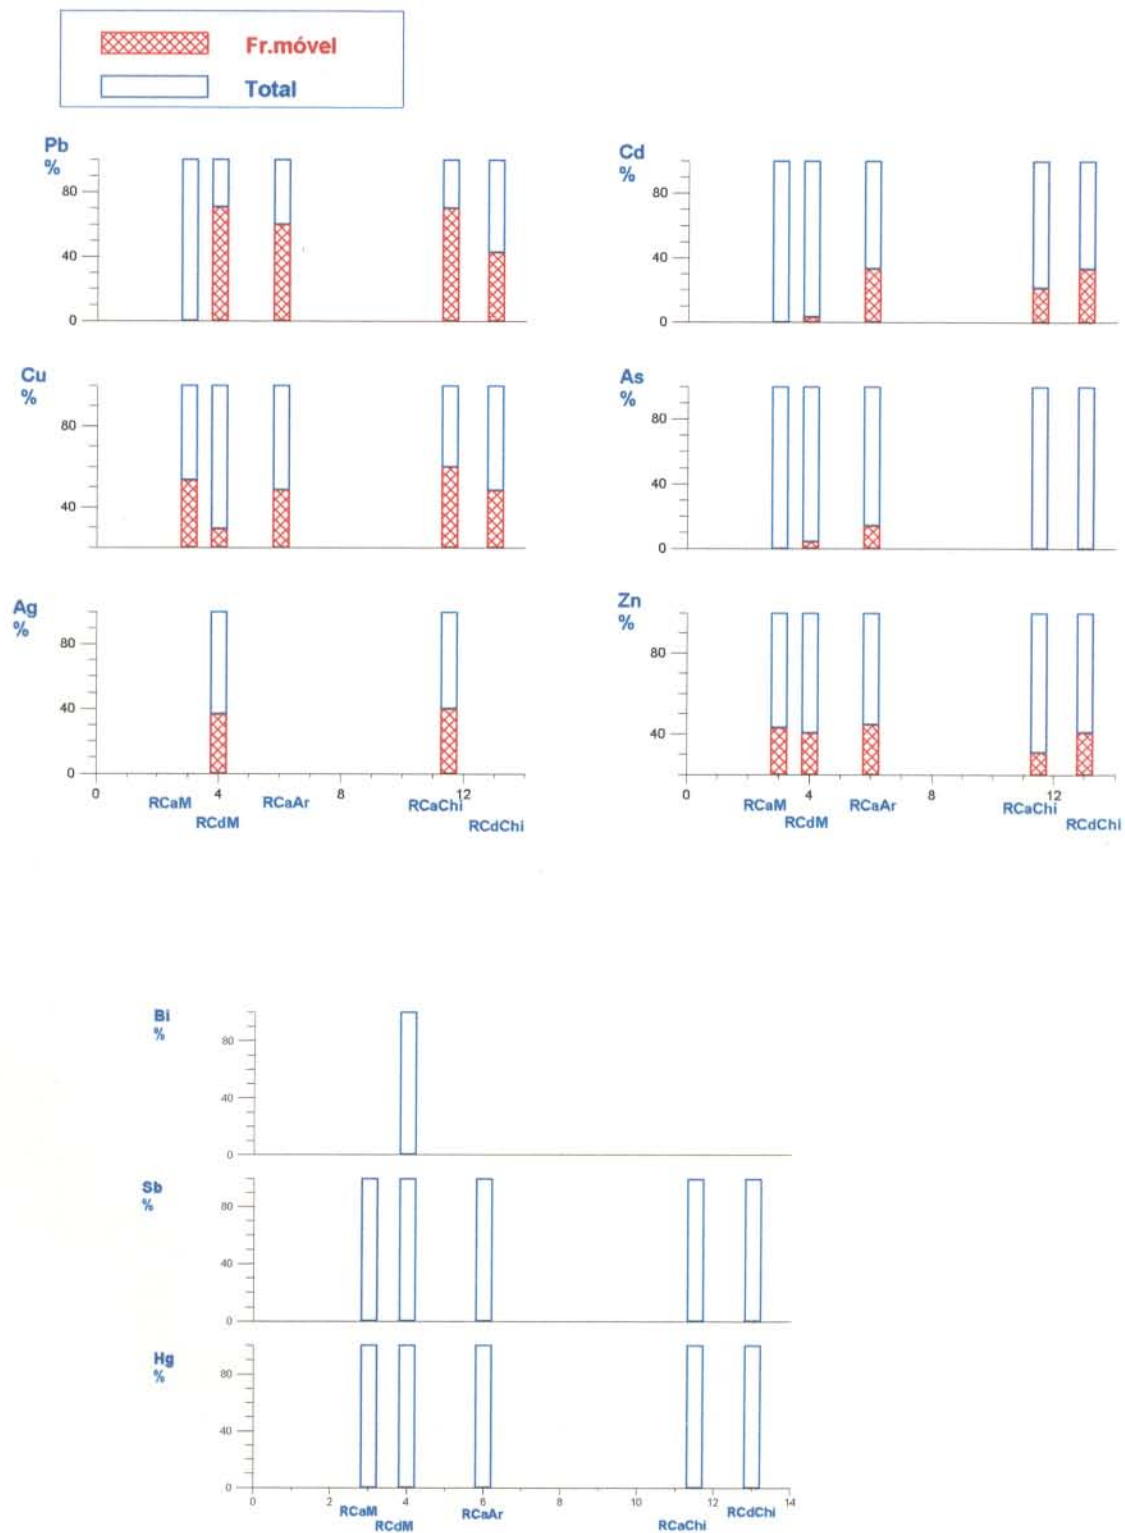 Fr.móvel
Total
Pb
%
80
40
0
Cd
%
80
40
0
Cu
%
80
40
As
%
80
40
0
Ag
%
80
40
0
0 4 8 12
RCaM RCaAr RCaChi
RCdM RCdChi
Zn
%
80
40
0 4 8 12
RCaM RCaAr RCaChi
RCdM RCdChi
Bi
%
80
40
0
Sb
%
80
40
0
Hg
%
80
40
0
0 2 4 6 8 10 12 14
RCaM RCaAr RCdChi
RCdM RCaChi